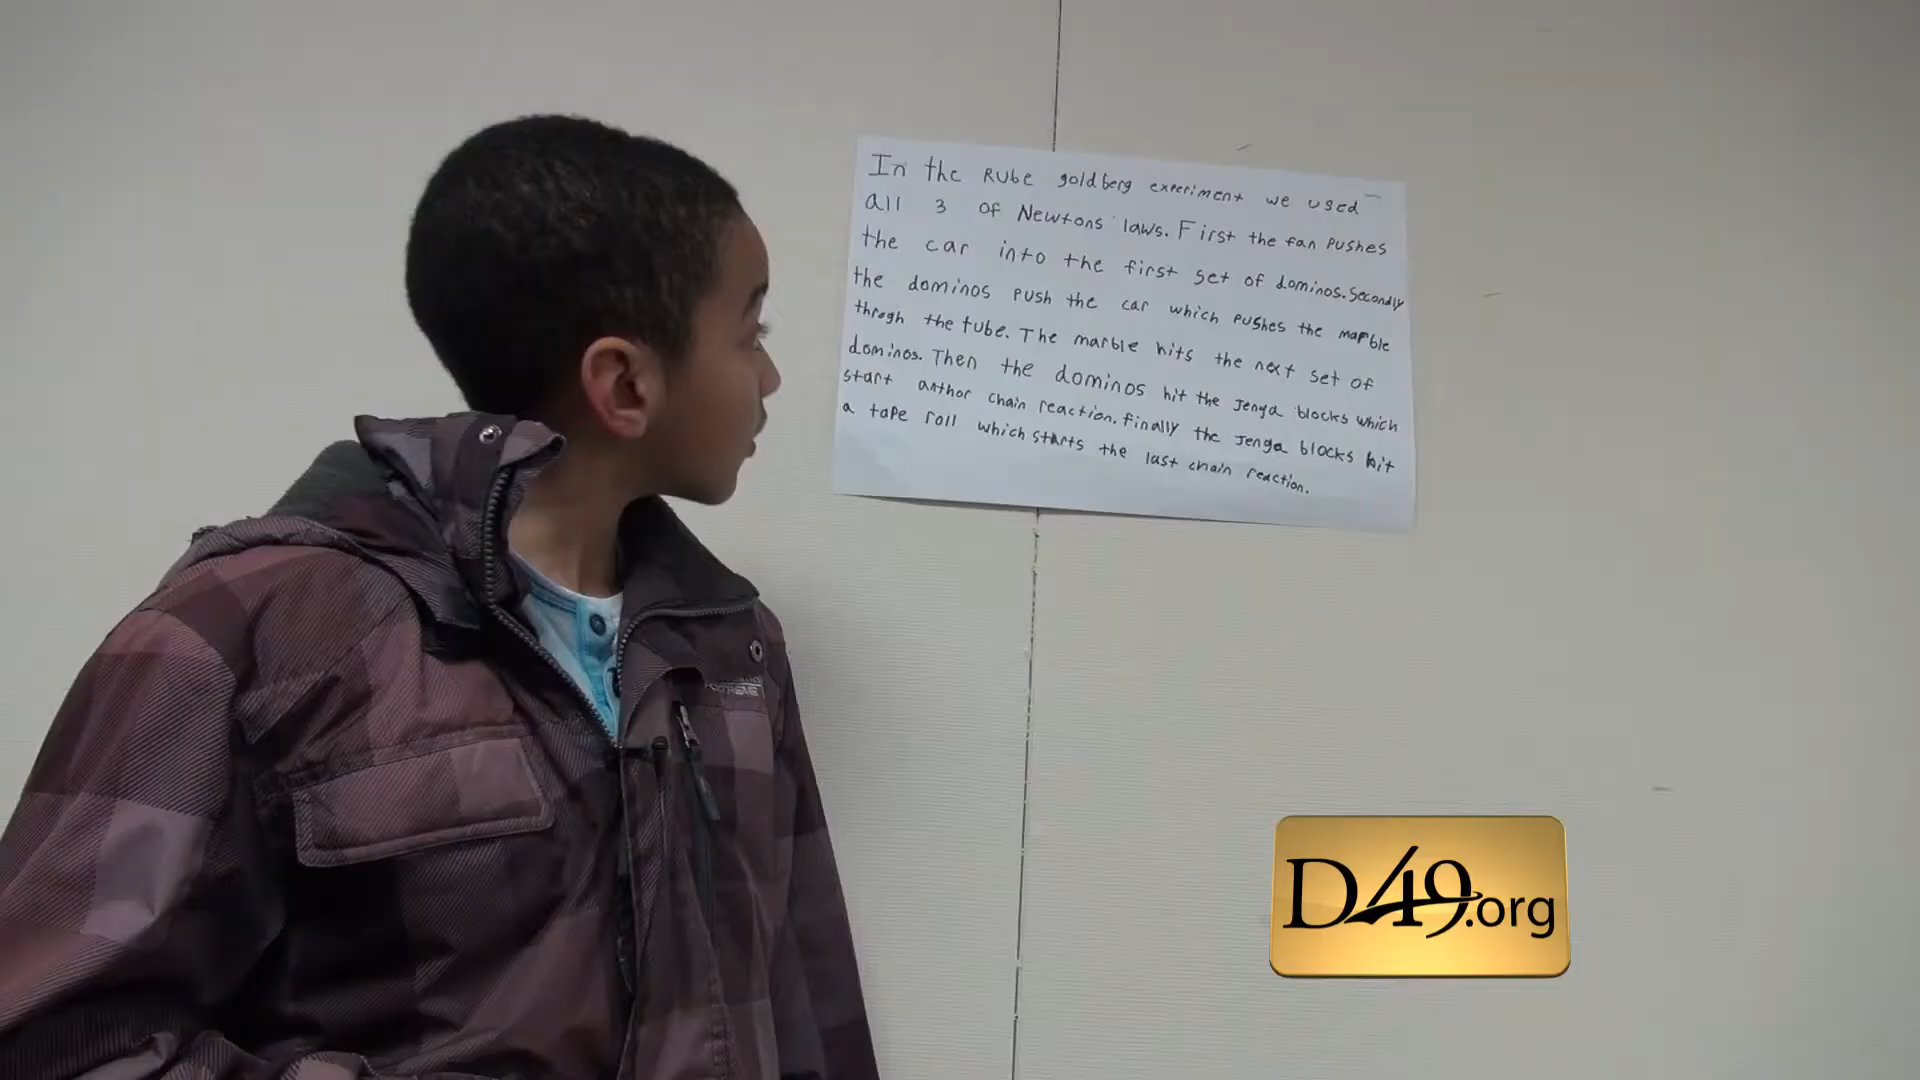 In the Rube goldberg experiment we used
all 3 of Newtons laws. First the fan pushes
the car into the first set of dominos. Secondly
the dominos push the car which pushes the marble
throgh the tube. The marble hits the next set of
dominos. Then the dominos hit the Jenga blocks which
start anthor chain reaction. finally the Jenga blocks hit
a tape roll which starts the last chain reaction.
XTREME
D49.org